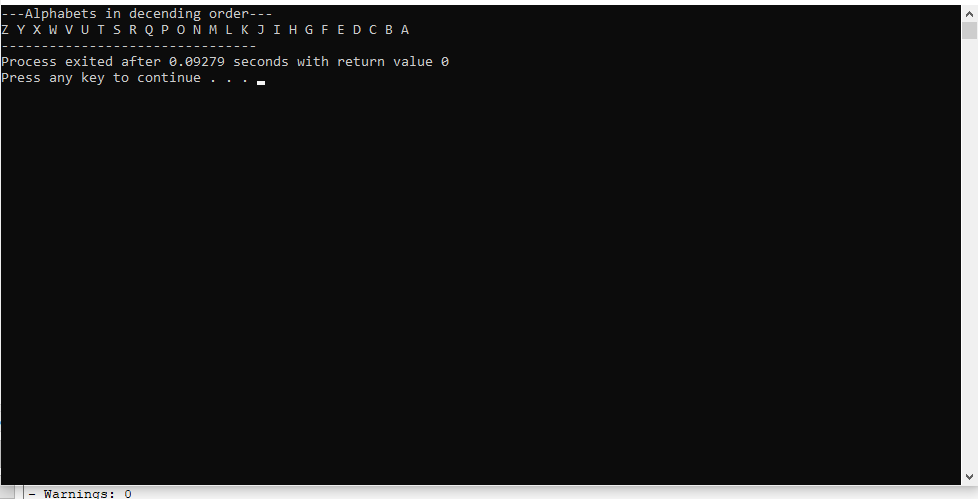 ---Alphabets in decending order---
Z Y X W V U T S R Q P O N M L K J I H G F E D C B A
--------------------------------
Process exited after 0.09279 seconds with return value 0
Press any key to continue . . .
- Warnings: 0